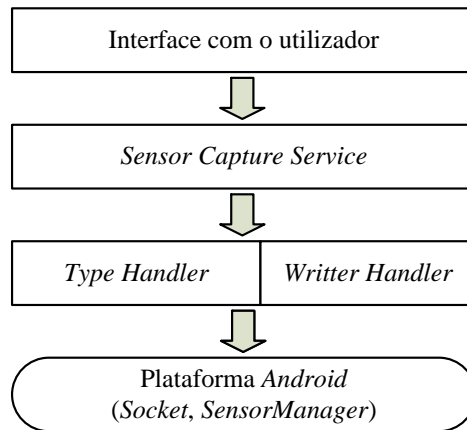 Interface com o utilizador
Sensor Capture Service
Type Handler
Writter Handler
Plataforma Android
(Socket, SensorManager)